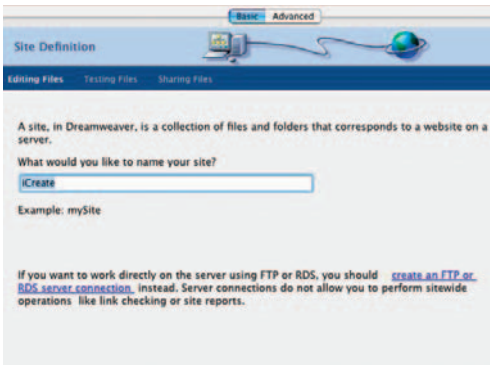 Basic Advanced
Site Definition
Editing Files Testing Files Sharing Files
A site, in Dreamweaver, is a collection of files and folders that corresponds to a website on a
server.
What would you like to name your site?
iCreate
Example: mySite
If you want to work directly on the server using FTP or RDS, you should create an FTP or
RDS server connection instead. Server connections do not allow you to perform sitewide
operations like link checking or site reports.